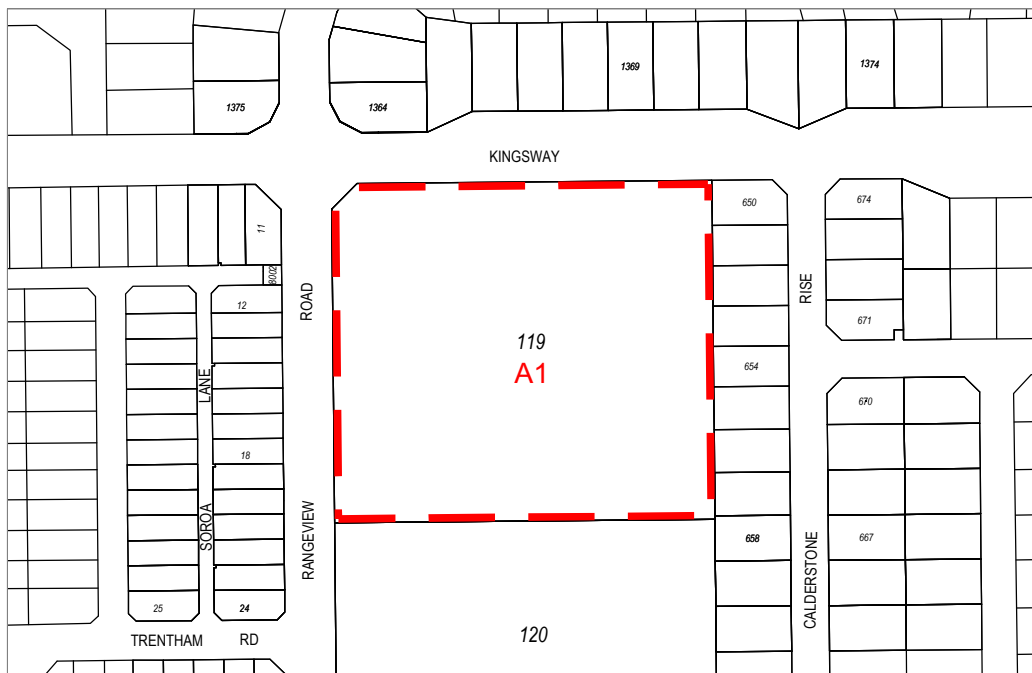 1369
1374
1375
1364
KINGSWAY
650
674
11
8002
12
ROAD
RISE
671
119
A1
654
LANE
670
18
SOROA
RANGEVIEW
658
667
CALDERSTONE
25
24
TRENTHAM RD
120